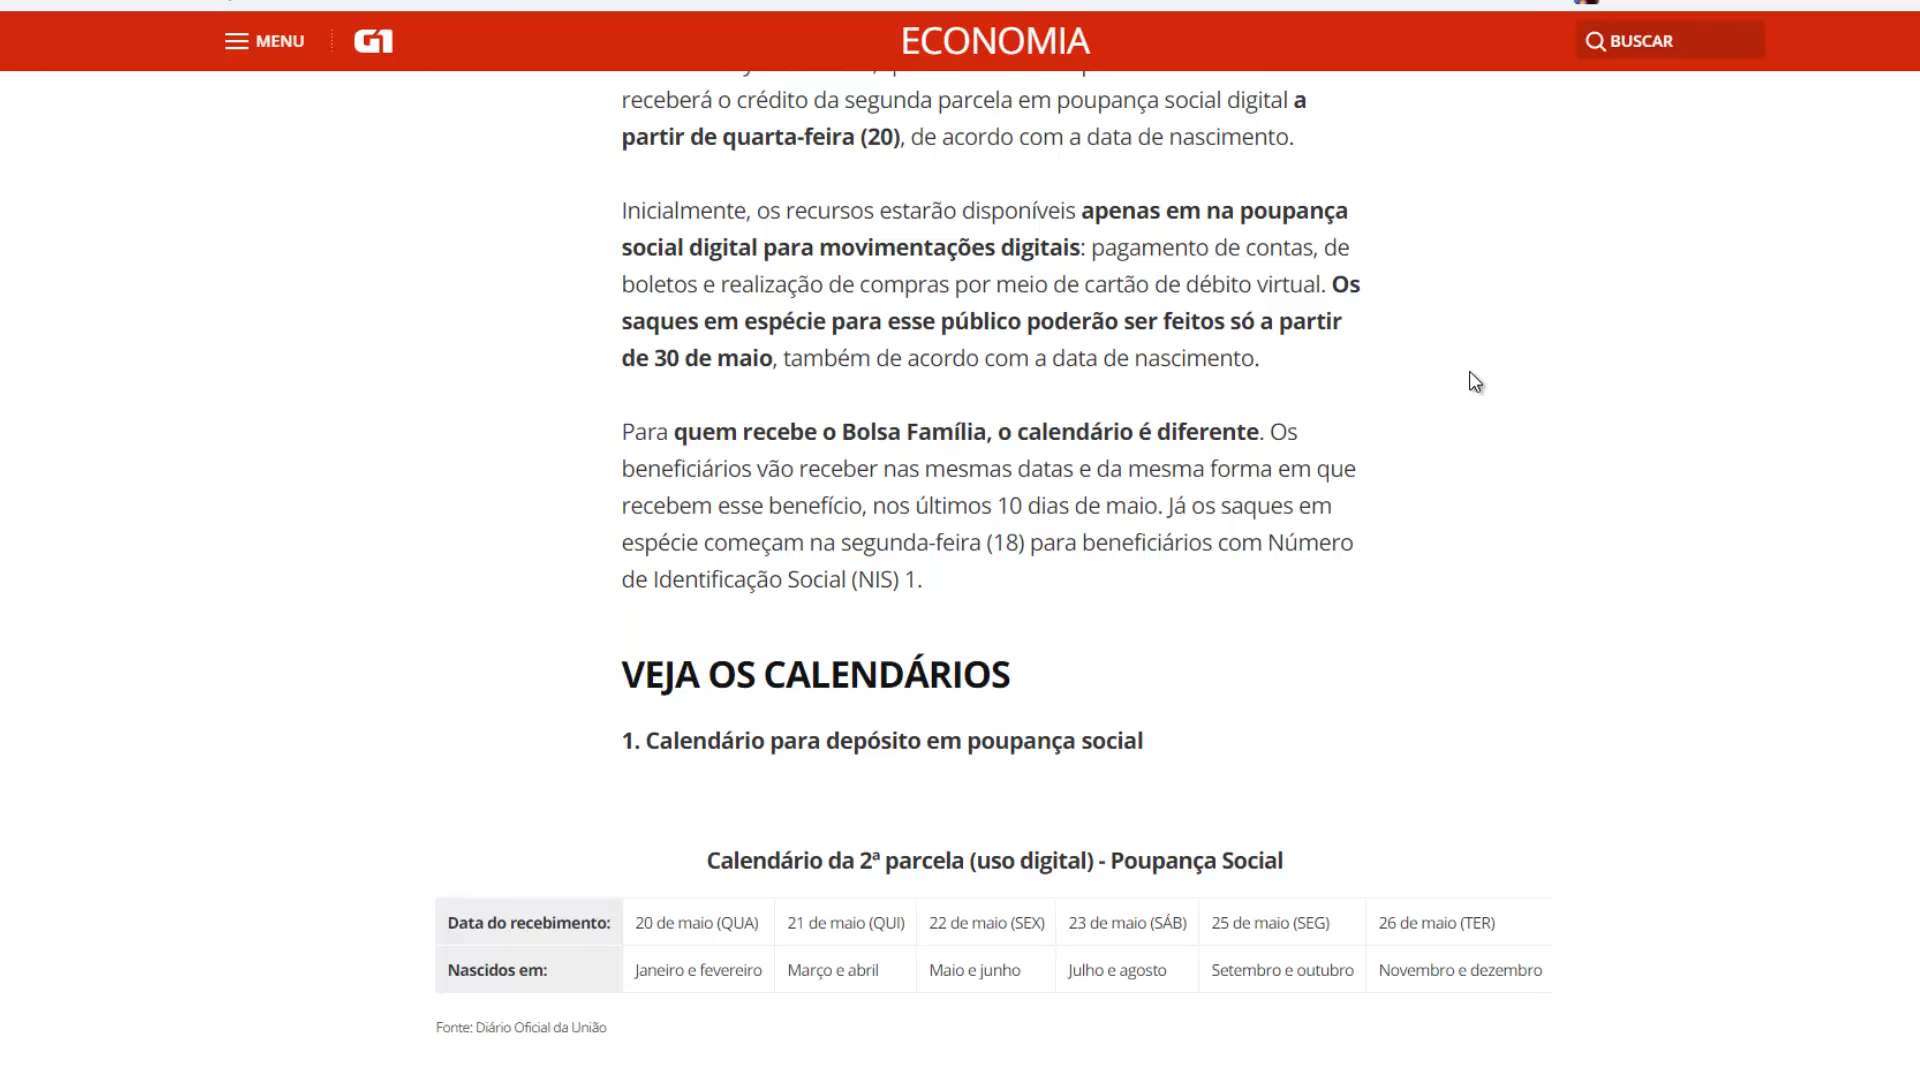 MENU
G1
ECONOMIA
BUSCAR
receberá o crédito da segunda parcela em poupança social digital a
partir de quarta-feira (20), de acordo com a data de nascimento.
Inicialmente, os recursos estarão disponíveis apenas em na poupança
social digital para movimentações digitais: pagamento de contas, de
boletos e realização de compras por meio de cartão de débito virtual. Os
saques em espécie para esse público poderão ser feitos só a partir
de 30 de maio, também de acordo com a data de nascimento.
Para quem recebe o Bolsa Família, o calendário é diferente. Os
beneficiários vão receber nas mesmas datas e da mesma forma em que
recebem esse benefício, nos últimos 10 dias de maio. Já os saques em
espécie começam na segunda-feira (18) para beneficiários com Número
de Identificação Social (NIS) 1.
VEJA OS CALENDÁRIOS
1. Calendário para depósito em poupança social
Calendário da 2ª parcela (uso digital) - Poupança Social
Data do recebimento: 20 de maio (QUA) 21 de maio (QUI) 22 de maio (SEX) 23 de maio (SÁB) 25 de maio (SEG) 26 de maio (TER)
Nascidos em: Janeiro e fevereiro Março e abril Maio e junho Julho e agosto Setembro e outubro Novembro e dezembro
Fonte: Diário Oficial da União